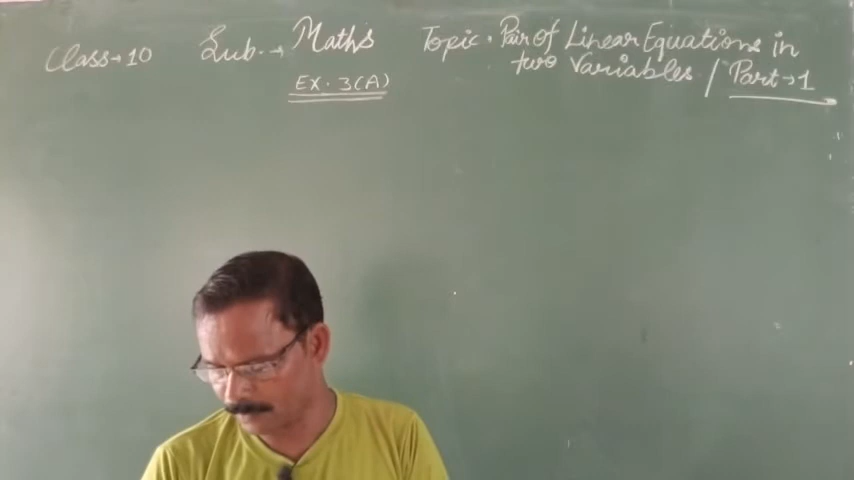 Class→10 Sub.→ Maths Topic. Pair of Linear Equations in
two Variables / Part→1
Ex. 3(A)